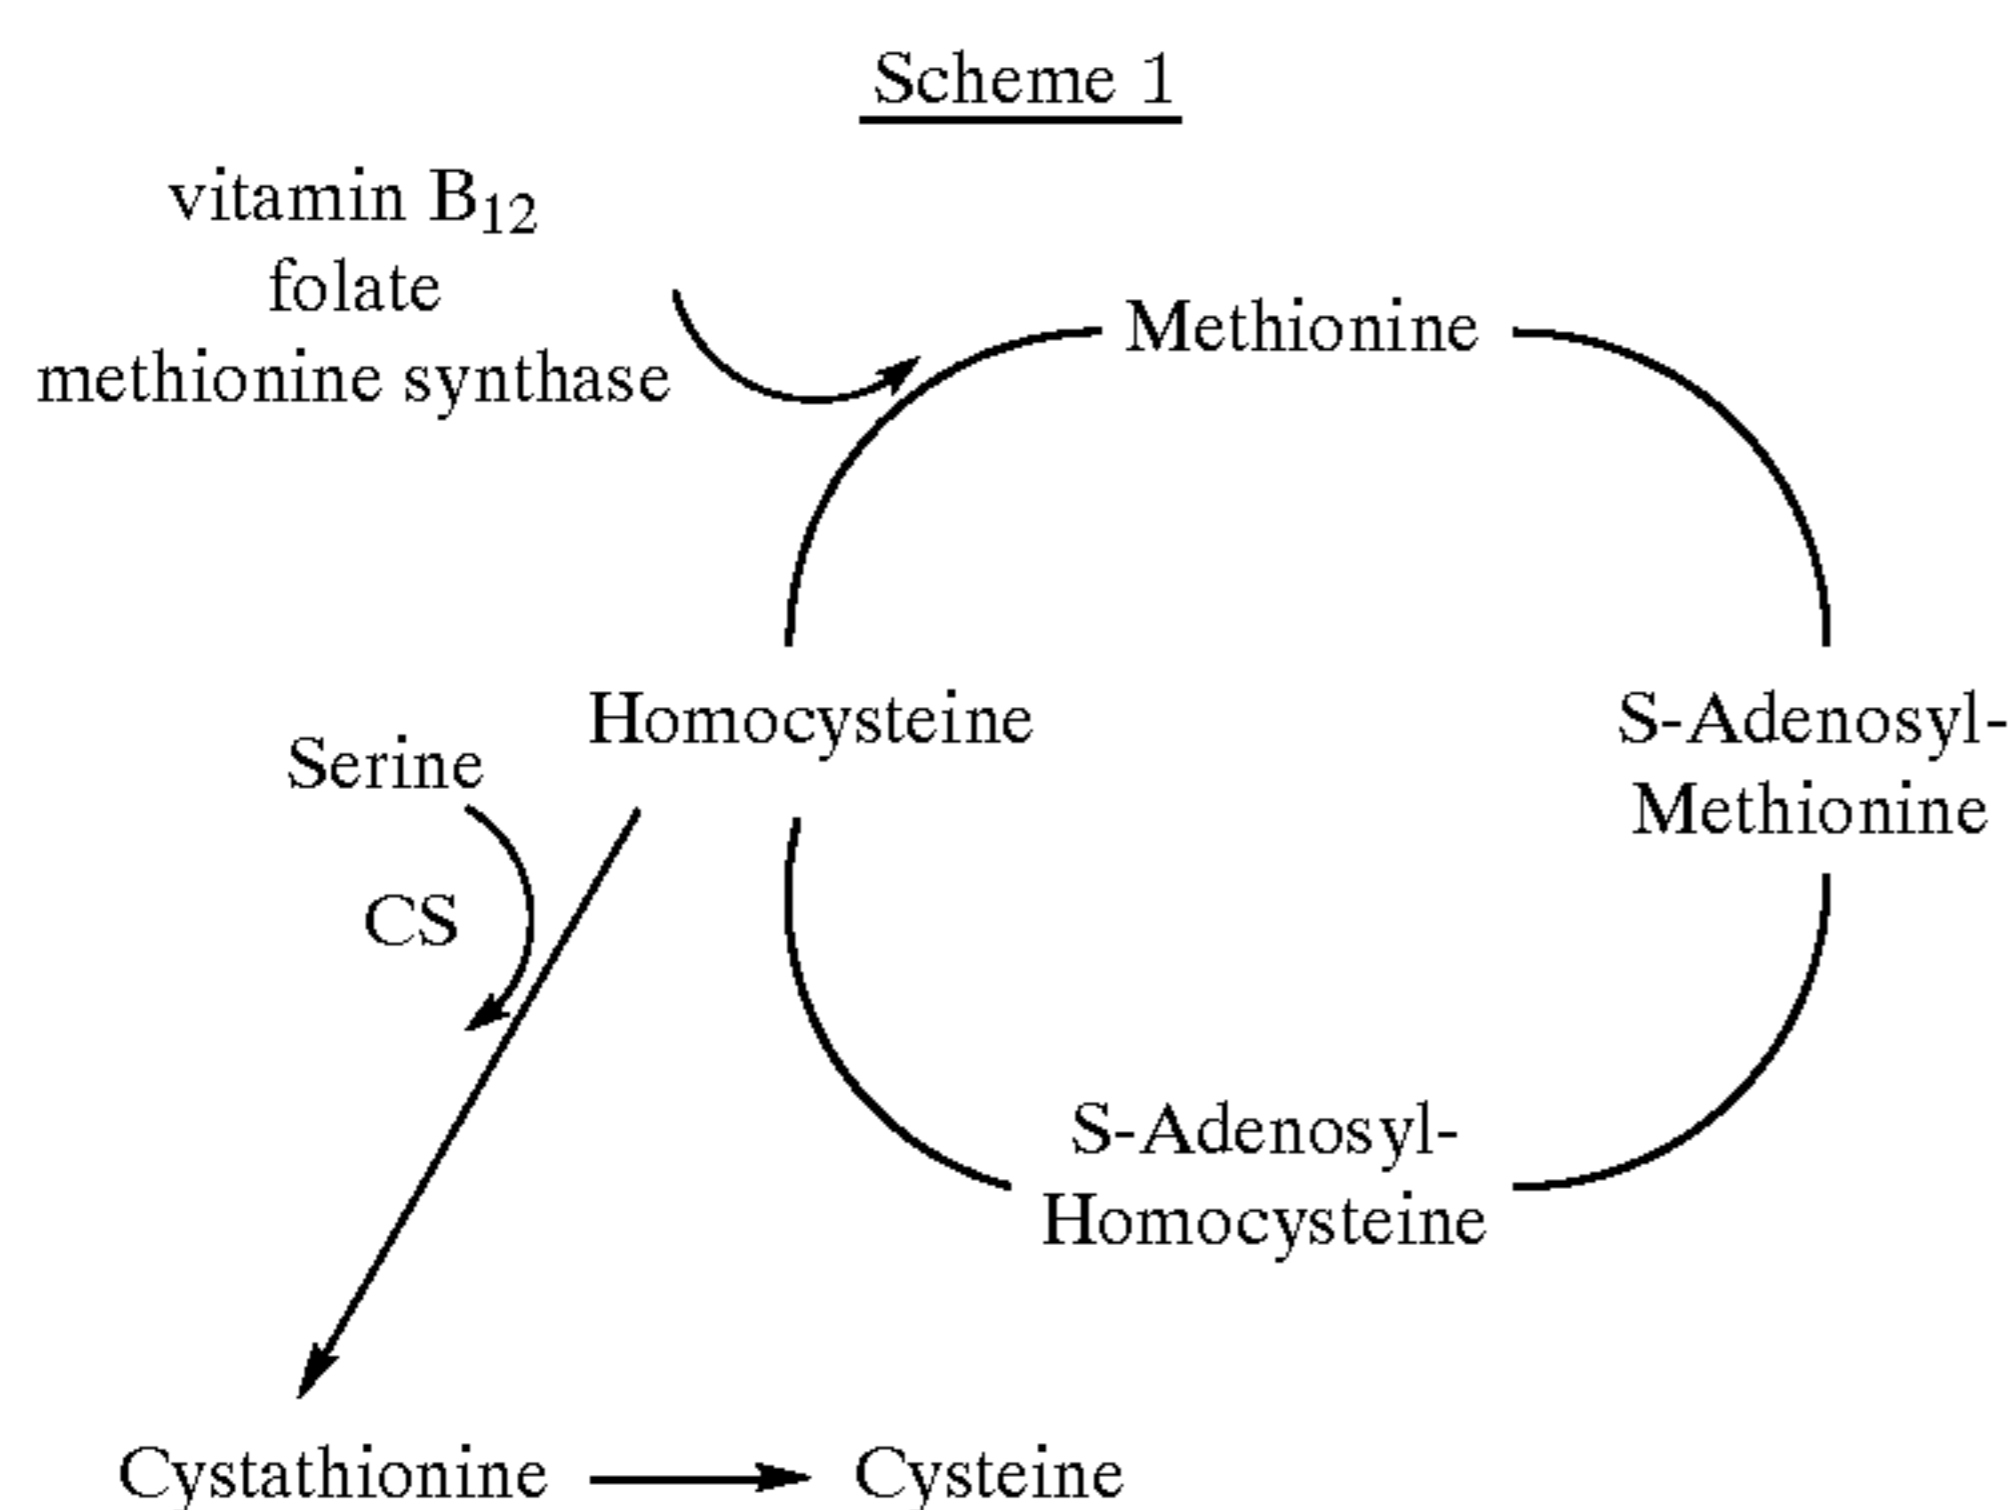 Scheme 1
vitamin B12
folate
methionine synthase
Methionine
Homocysteine
S-Adenosyl-
Methionine
Serine
CS
S-Adenosyl-
Homocysteine
Cystathionine
Cysteine